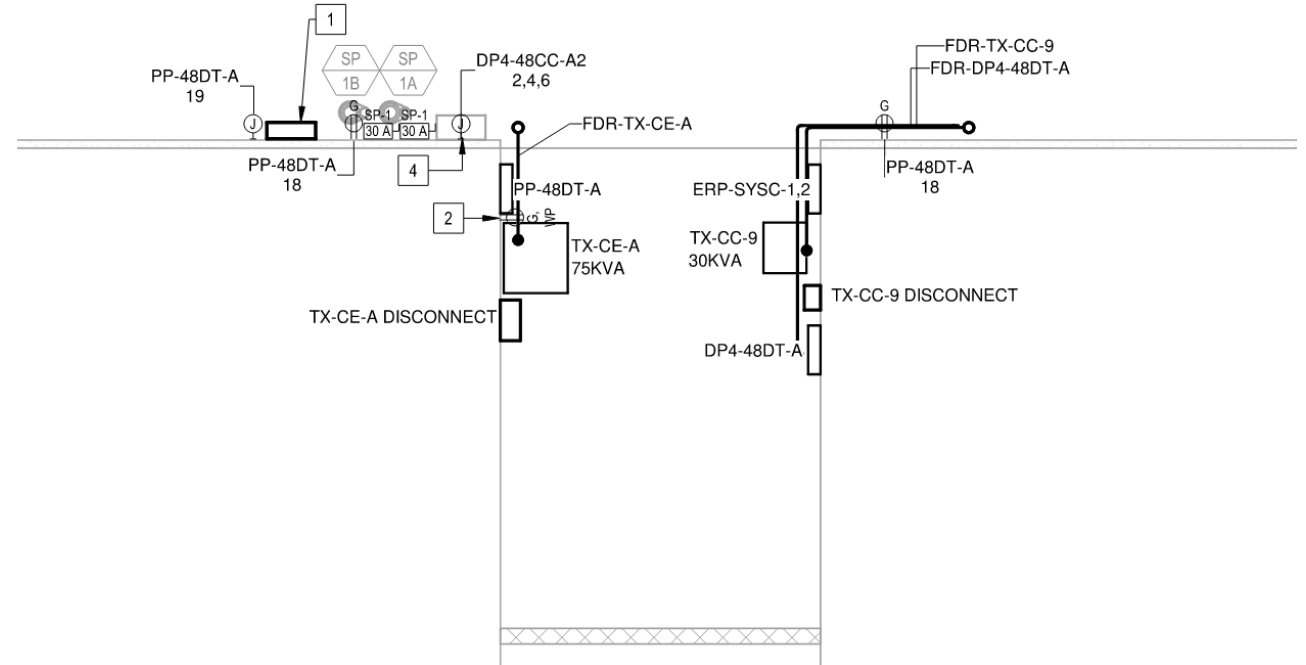 1
SP
SP
1B
1A
PP-48DT-A
19
DP4-48CC-A2
2,4,6
FDR-TX-CC-9
FDR-DP4-48DT-A
J
G
SP-1
SP-1
30 A
30 A
J
FDR-TX-CE-A
G
PP-48DT-A
18
4
PP-48DT-A
18
PP-48DT-A
ERP-SYSC-1,2
2
G,
WP
TX-CE-A
75KVA
TX-CC-9
30KVA
TX-CE-A DISCONNECT
TX-CC-9 DISCONNECT
DP4-48DT-A